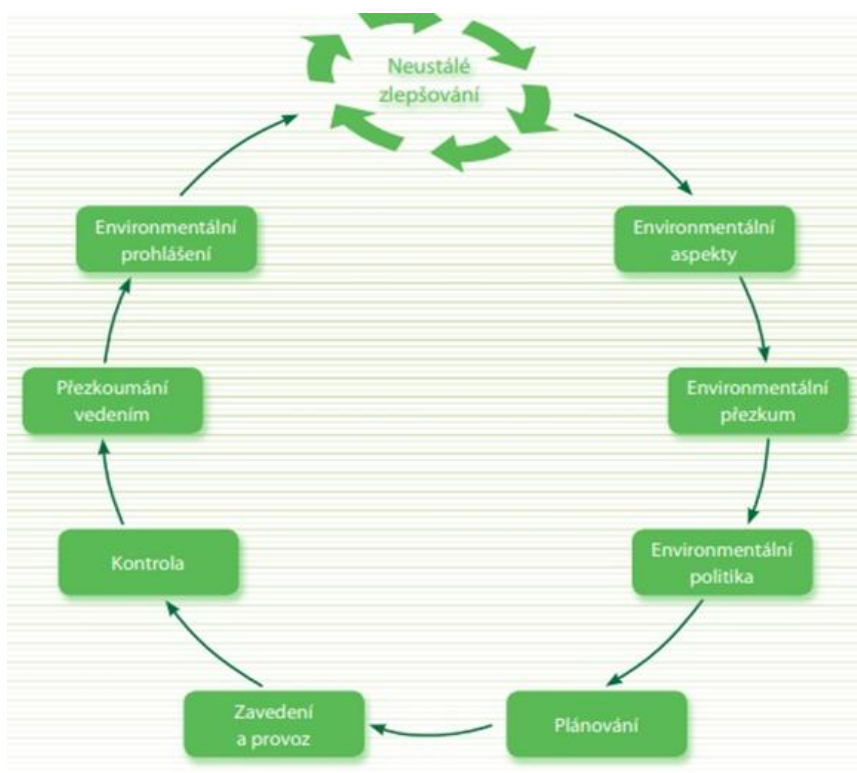 Neustálé
zlepšování
Environmentální
aspekty
Environmentální
přezkum
Environmentální
politika
Plánování
Zavedení
a provoz
Kontrola
Přezkoumání
vedením
Environmentální
prohlášení